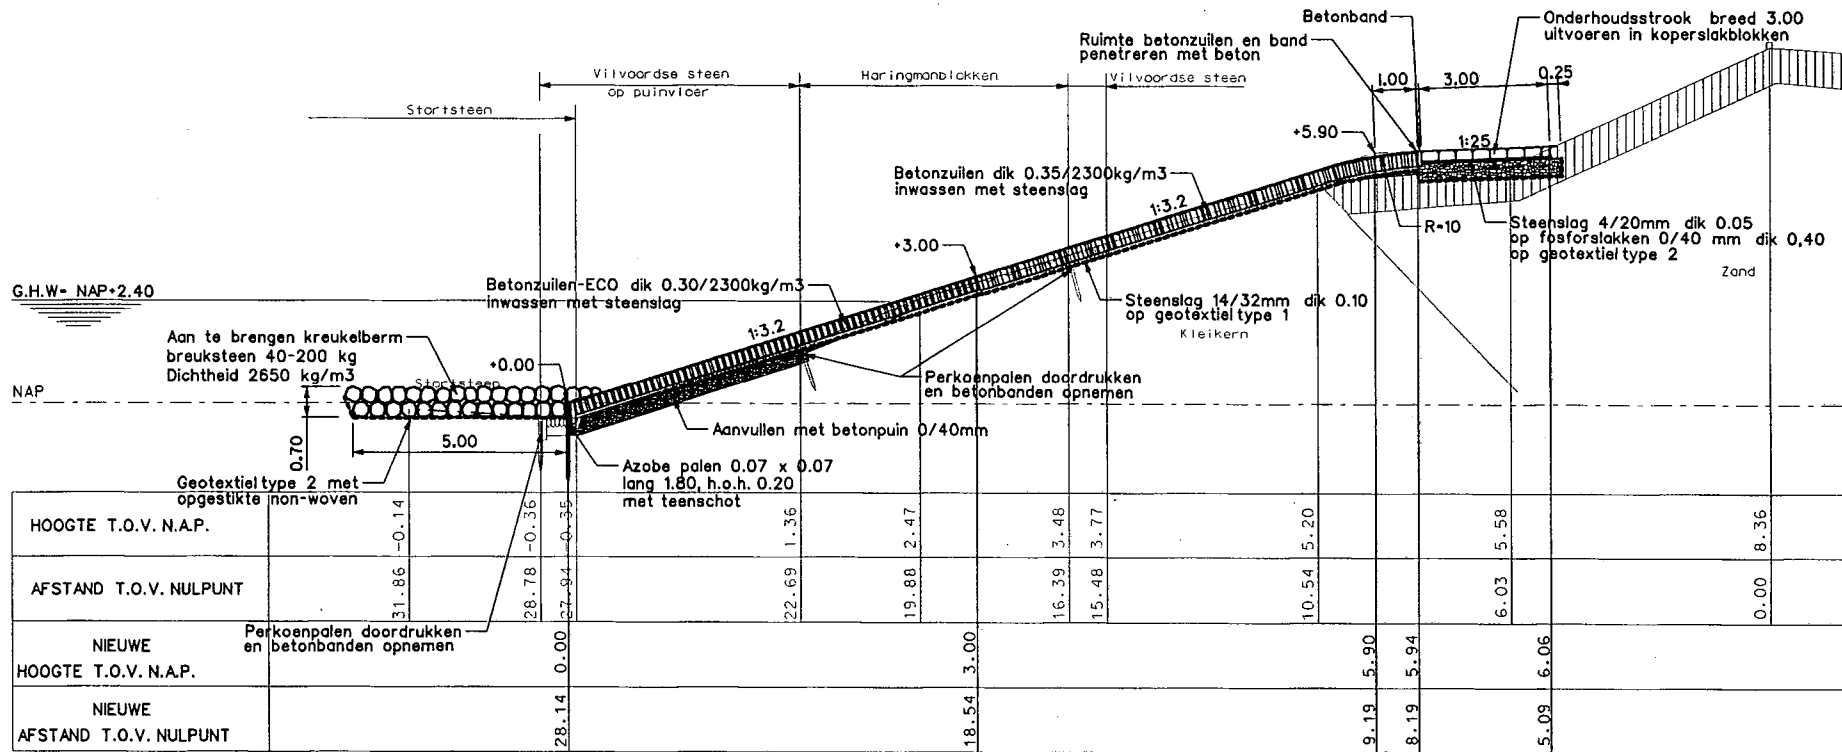 Betonband
Onderhoudsstrook breed 3.00
uitvoeren in koperslakblokken
Ruimte betonzuilen en band
penetreren met beton
Vilvoordse steen
op puinvloer
Haringmanblokken
Vilvoordse steen
1.00
3.00
0.25
Stortsteen
+5.90
1:25
Betonzuilen dik 0.35/2300kg/m3
inwassen met steenslag
1:3.2
R=10
Steenslag 4/20mm dik 0.05
op fosforslakken 0/40 mm dik 0,40
op geotextiel type 2
Zand
+3.00
G.H.W= NAP+2.40
Betonzuilen-ECO dik 0.30/2300kg/m3
inwassen met steenslag
Steenslag 14/32mm dik 0.10
op geotextiel type 1
Kleikern
1:3.2
Aan te brengen kreukelberm
breuksteen 40-200 kg
Dichtheid 2650 kg/m3
Stortsteen
+0.00
NAP
Perkoenpalen doordrukken
en betonbanden opnemen
Aanvullen met betonpuin 0/40mm
0.70
5.00
Geotextiel type 2 met
opgestikte non-woven
Azobe palen 0.07 x 0.07
lang 1.80, h.o.h. 0.20
met teenschot
HOOGTE T.O.V. N.A.P.
-0.14
-0.36
-0.35
1.36
2.47
3.48
3.77
5.20
5.58
8.36
AFSTAND T.O.V. NULPUNT
31.86
28.78
27.94
22.69
19.88
16.39
15.48
10.54
6.03
0.00
Perkoenpalen doordrukken
en betonbanden opnemen
NIEUWE
HOOGTE T.O.V. N.A.P.
0.00
3.00
5.90
5.94
6.06
NIEUWE
AFSTAND T.O.V. NULPUNT
28.14
18.54
9.19
8.19
5.09